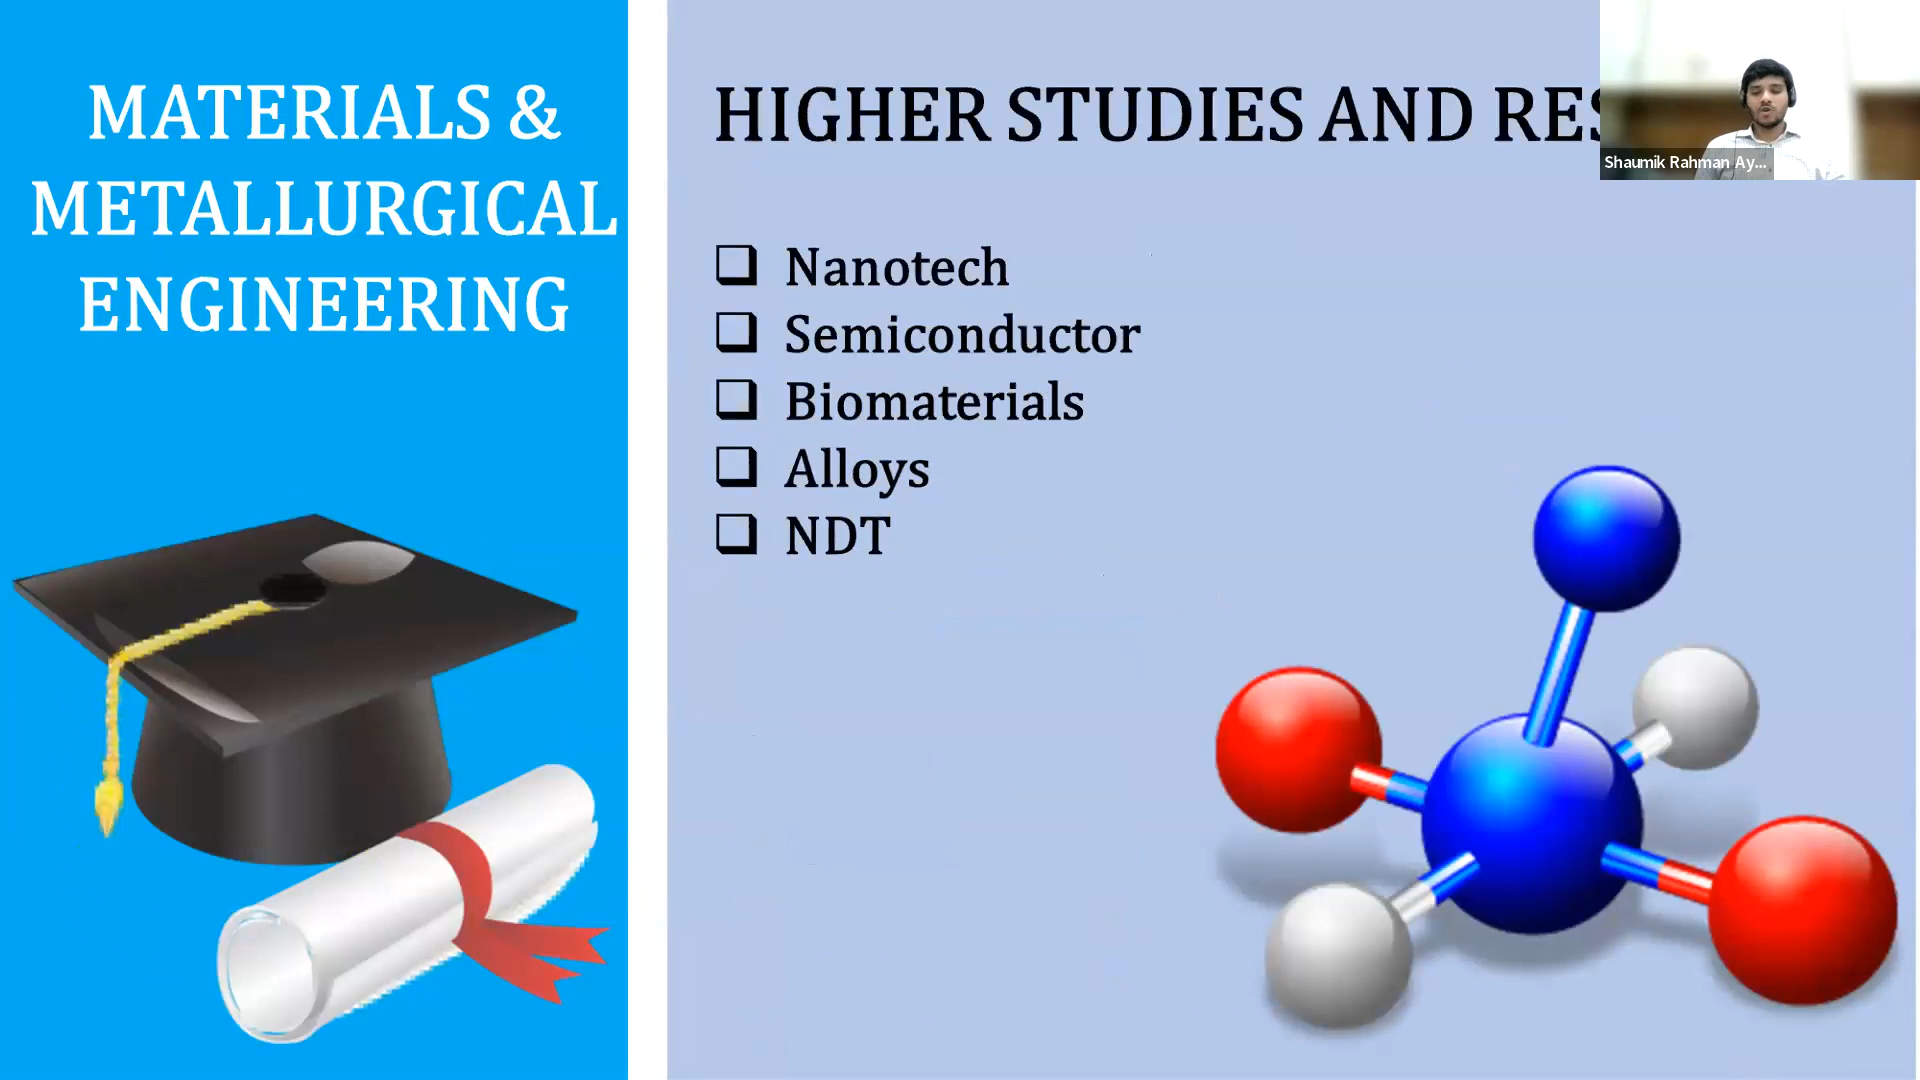 MATERIALS &
METALLURGICAL
ENGINEERING
HIGHER STUDIES AND RES
Shaumik Rahman Ay...
Nanotech
Semiconductor
Biomaterials
Alloys
NDT